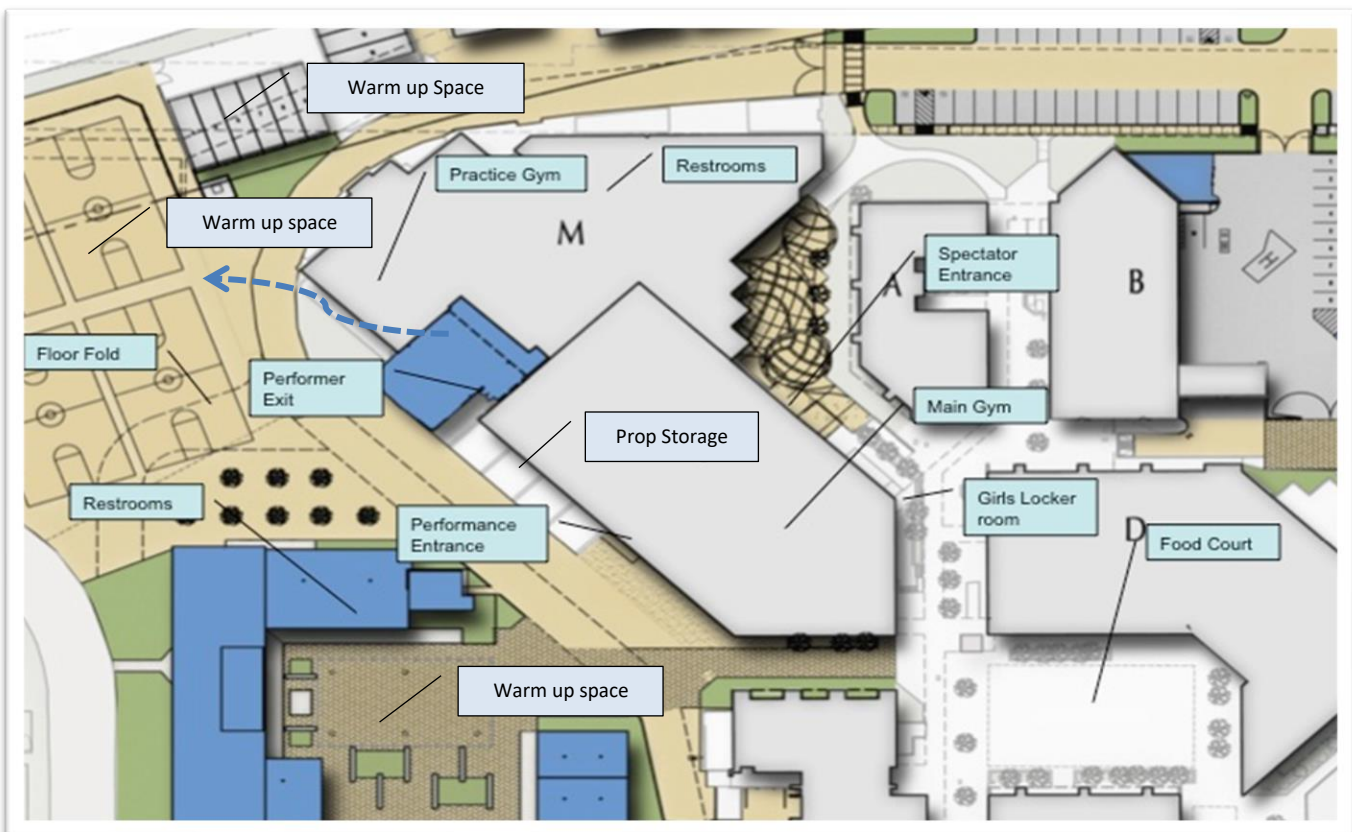 Warm up Space
Practice Gym
Restrooms
Warm up space
M
Spectator
Entrance
A
B
H
Floor Fold
Performer
Exit
Main Gym
Prop Storage
Restrooms
Performance
Entrance
Girls Locker
room
D
Food Court
Warm up space